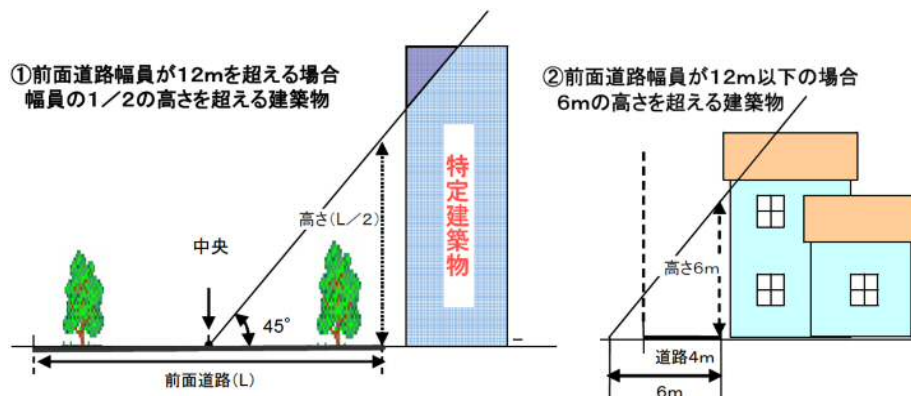 ①前面道路幅員が12mを超える場合
幅員の1/2の高さを超える建築物
②前面道路幅員が12m以下の場合
6mの高さを超える建築物
特定建築物
高さ(L/2)
中央
45°
前面道路(L)
高さ6m
道路4m
6m